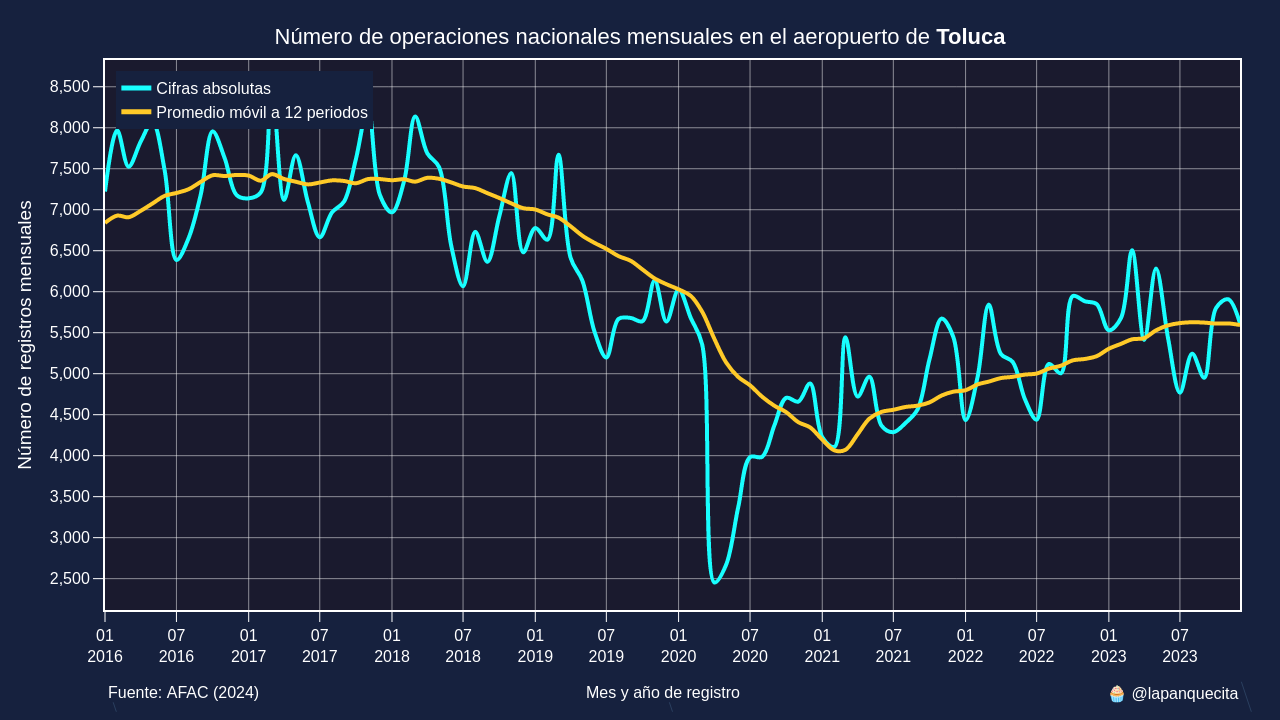 Número de operaciones nacionales mensuales en el aeropuerto de Toluca
Cifras absolutas
Promedio móvil a 12 periodos
Número de registros mensuales
8,500
8,000
7,500
7,000
6,500
6,000
5,500
5,000
4,500
4,000
3,500
3,000
2,500
01 07 01 07 01 07 01 07 01 07 01 07 01 07 01 07
2016 2016 2017 2017 2018 2018 2019 2019 2020 2020 2021 2021 2022 2022 2023 2023
Fuente: AFAC (2024)
Mes y año de registro
🧁 @lapanquecita